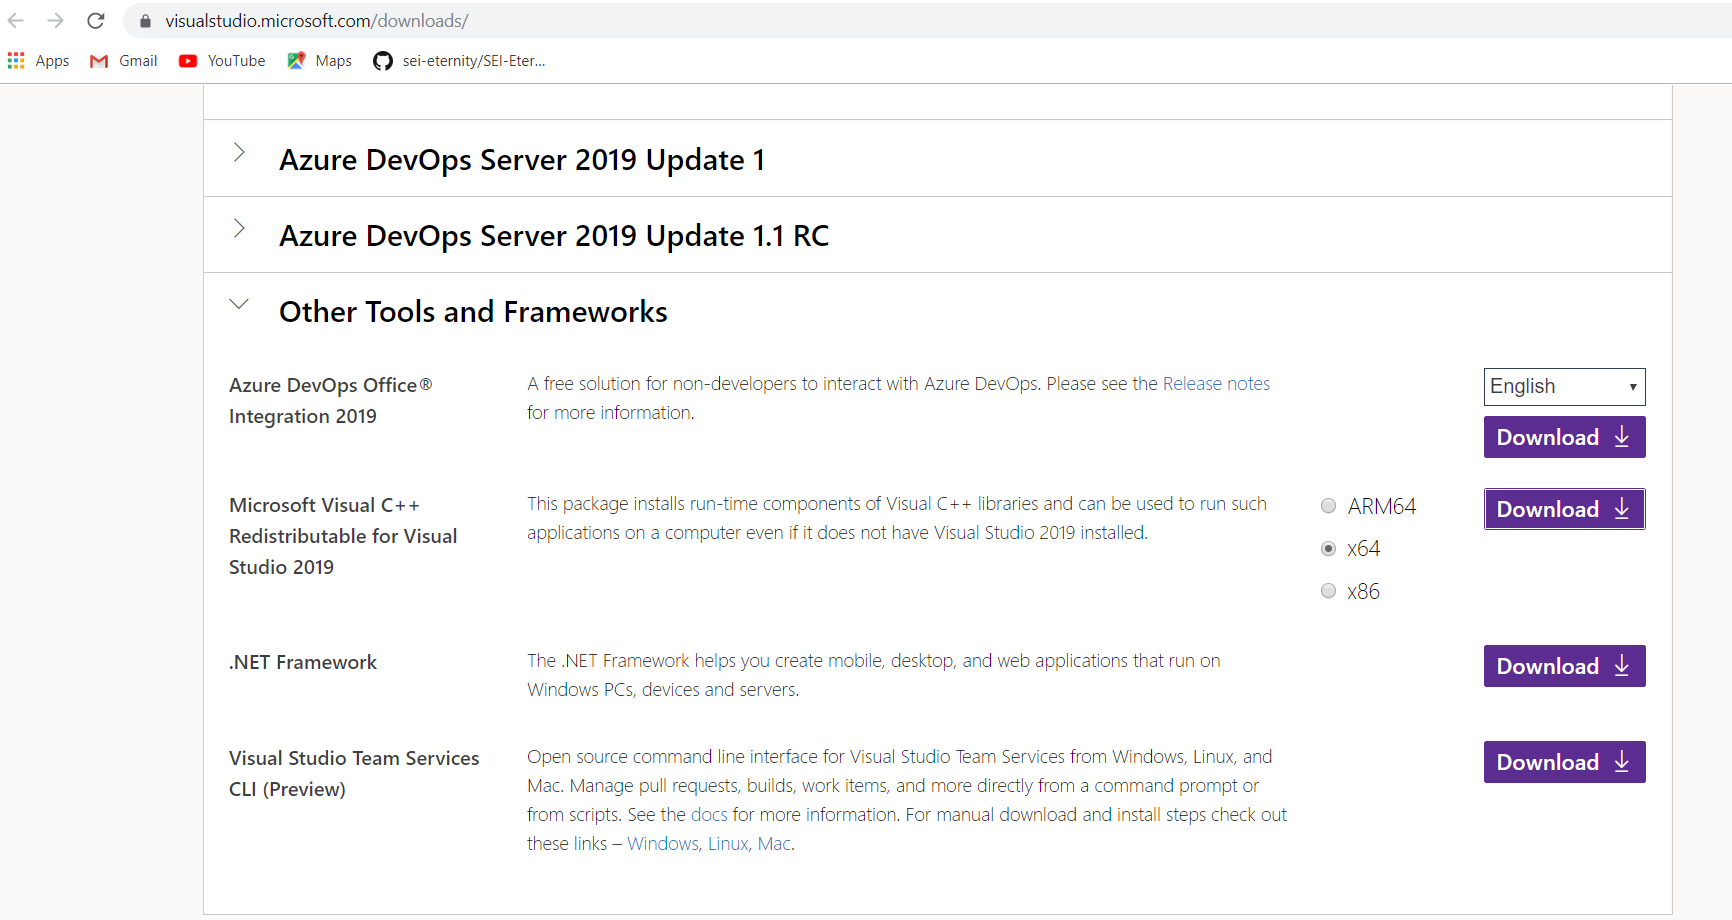 visualstudio.microsoft.com/downloads/
Apps Gmail YouTube Maps sei-eternity/SEI-Eter...
Azure DevOps Server 2019 Update 1
Azure DevOps Server 2019 Update 1.1 RC
Other Tools and Frameworks
Azure DevOps Office®
Integration 2019
A free solution for non-developers to interact with Azure DevOps. Please see the Release notes
for more information.
English
Download
Microsoft Visual C++
Redistributable for Visual
Studio 2019
This package installs run-time components of Visual C++ libraries and can be used to run such
applications on a computer even if it does not have Visual Studio 2019 installed.
ARM64
x64
x86
Download
.NET Framework
The .NET Framework helps you create mobile, desktop, and web applications that run on
Windows PCs, devices and servers.
Download
Visual Studio Team Services
CLI (Preview)
Open source command line interface for Visual Studio Team Services from Windows, Linux, and
Mac. Manage pull requests, builds, work items, and more directly from a command prompt or
from scripts. See the docs for more information. For manual download and install steps check out
these links – Windows, Linux, Mac.
Download